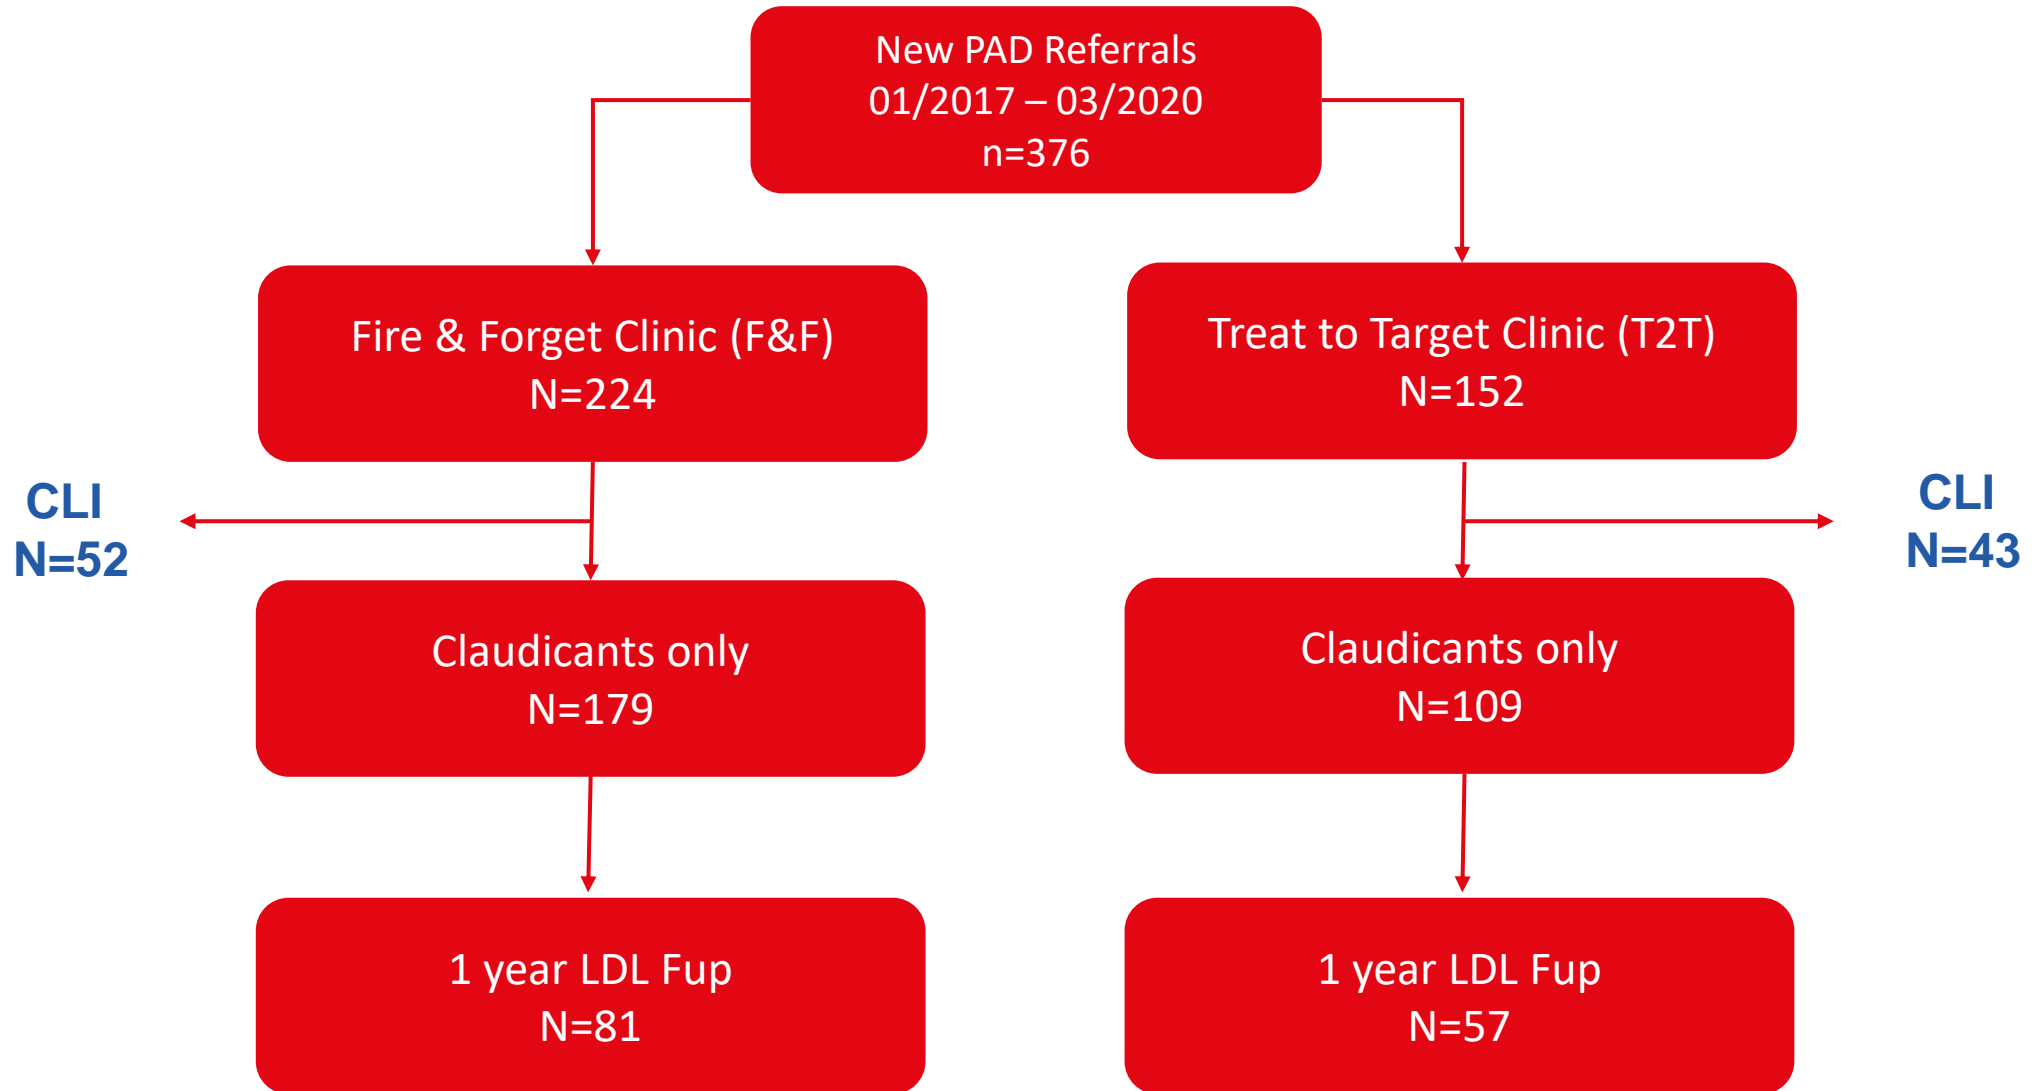 New PAD Referrals
01/2017 – 03/2020
n=376
Fire & Forget Clinic (F&F)
N=224
Treat to Target Clinic (T2T)
N=152
CLI
N=52
CLI
N=43
Claudicants only
N=179
Claudicants only
N=109
1 year LDL Fup
N=81
1 year LDL Fup
N=57